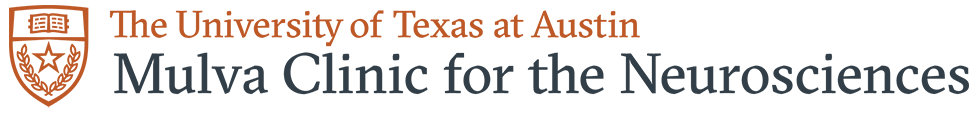 The University of Texas at Austin
Mulva Clinic for the Neurosciences